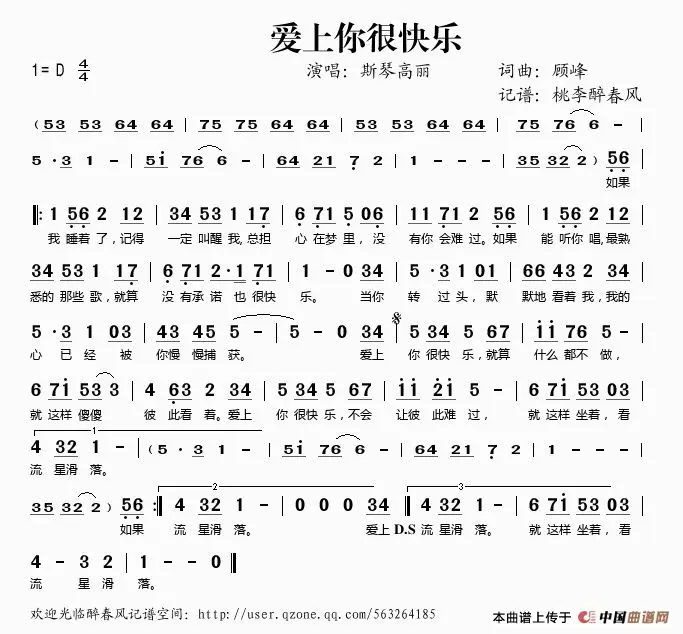 爱上你很快乐
1= D 4/4 演唱：斯琴高丽 词曲：顾峰
记谱：桃李醉春风
( 53 53 64 64 | 75 75 64 64 | 53 53 64 64 | 75 76 6 - |
5 · 3 1 - | 5i 76 6 - | 64 21 7 2 | 1 - - - | 35 32 2 ) 56
如果
‖: 1 56 2 12 | 34 53 1 17 | 6 71 5 06 | 11 71 2 56 | 5 34 5 12
我睡着了,记得 一定叫醒我,总担 心在梦里,没 有你会难过。如果 能听你唱,最熟
34 53 1 17 | 6 71 2·1 71 | 1 - 0 34 | 5 · 3 1 01 | 66 43 2 34
悉的那些歌,就算 没有承诺也很快 乐。 当你 转过头,默 默地看着我,我的
5 · 3 1 03 | 43 45 5 - | 5 - 0 34 | 5 34 5 67 | ii 76 5 -
心已经被 你慢慢捕获。 爱上 你很快乐,就算 什么都不做,
6 7i 53 3 | 4 63 2 34 | 5 34 5 67 | ii 2i 5 - | 6 7i 53 03
就这样傻傻 彼此看着。爱上 你很快乐,不会 让彼此难过, 就这样坐着,看
1
4 32 1 - | (5 · 3 1 - | 5i 76 6 - | 64 21 7 2 | 1 - - -
流星滑落。
2 3
35 32 2 ) 56 :‖ 4 32 1 - | 0 0 0 34 ‖ 4 32 1 - | 6 7i 53 03
如果 流星滑落。 爱上 D.S 流星滑落。 就这样坐着,看
4 - 3 2 | 1 - - 0 ‖
流星滑落。
欢迎光临醉春风记谱空间：http://user.qzone.qq.com/563264185
本曲谱上传于 中国曲谱网